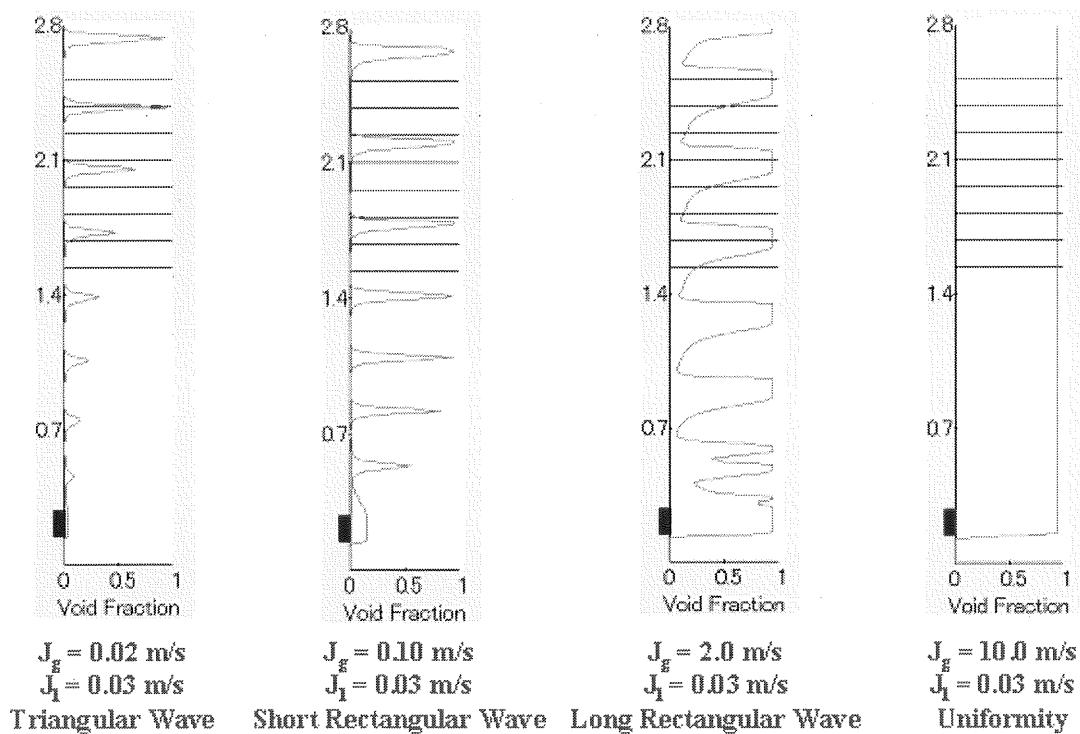 2.8 2.8 2.8 2.8
2.1 2.1 2.1 2.1
1.4 1.4 1.4 1.4
0.7 0.7 0.7 0.7
0 0.5 1 0 0.5 1 0 0.5 1 0 0.5 1
Void Fraction Void Fraction Void Fraction Void Fraction
J_g = 0.02 m/s J_g = 0.10 m/s J_g = 2.0 m/s J_g = 10.0 m/s
J_l = 0.03 m/s J_l = 0.03 m/s J_l = 0.03 m/s J_l = 0.03 m/s
Triangular Wave Short Rectangular Wave Long Rectangular Wave Uniformity